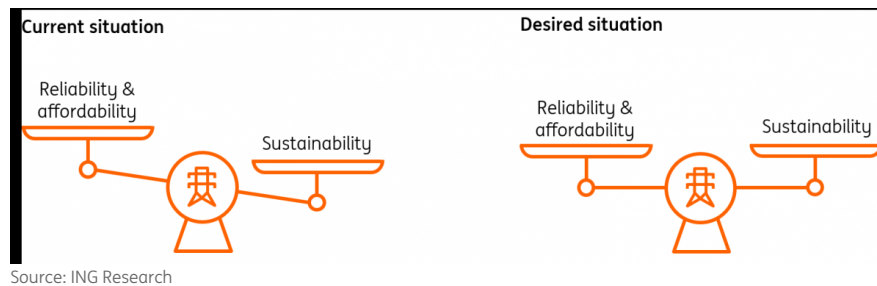 Current situation
Desired situation
Reliability &
affordability
Sustainability
Reliability &
affordability
Sustainability
Source: ING Research